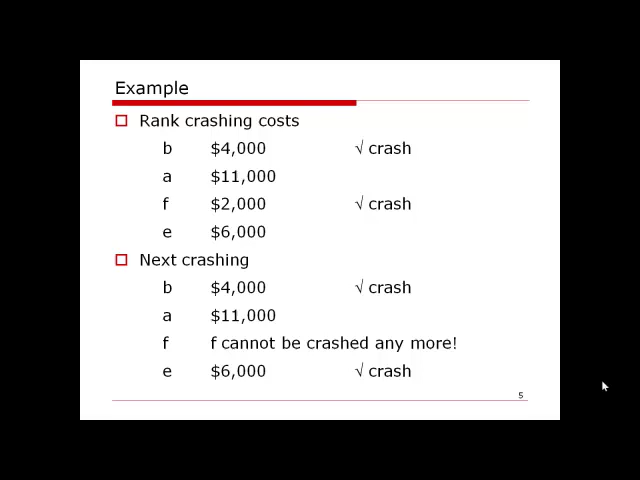 Example
Rank crashing costs
b $4,000 √ crash
a $11,000
f $2,000 √ crash
e $6,000
Next crashing
b $4,000 √ crash
a $11,000
f f cannot be crashed any more!
e $6,000 √ crash
5